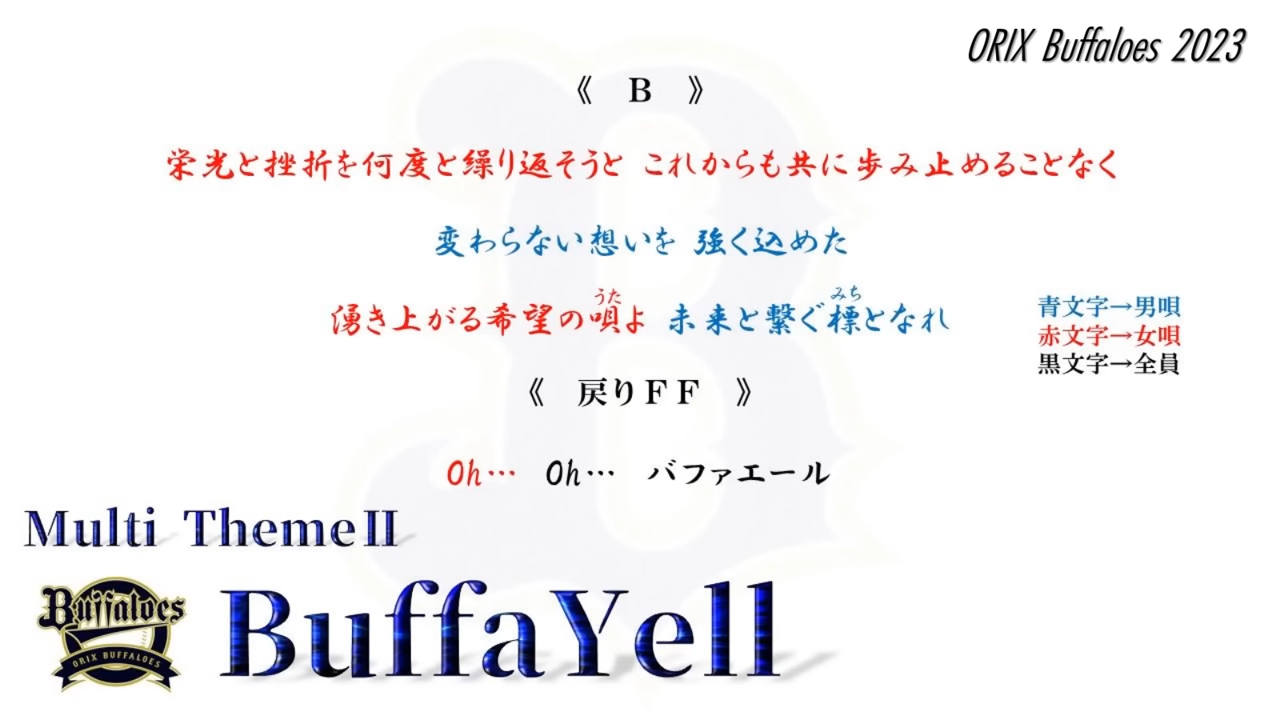 ORIX Buffaloes 2023
《 B 》
栄光と挫折を何度と繰り返そうと これからも共に歩み止めることなく
変わらない想いを 強く込めた
うた みち
湧き上がる希望の唄よ 未来と繋ぐ標となれ
青文字→男唄
赤文字→女唄
黒文字→全員
《 戻りＦＦ 》
Oh… Oh… バファエール
Multi Theme II
Buffaloes
ORIX BUFFALOES
BuffaYell